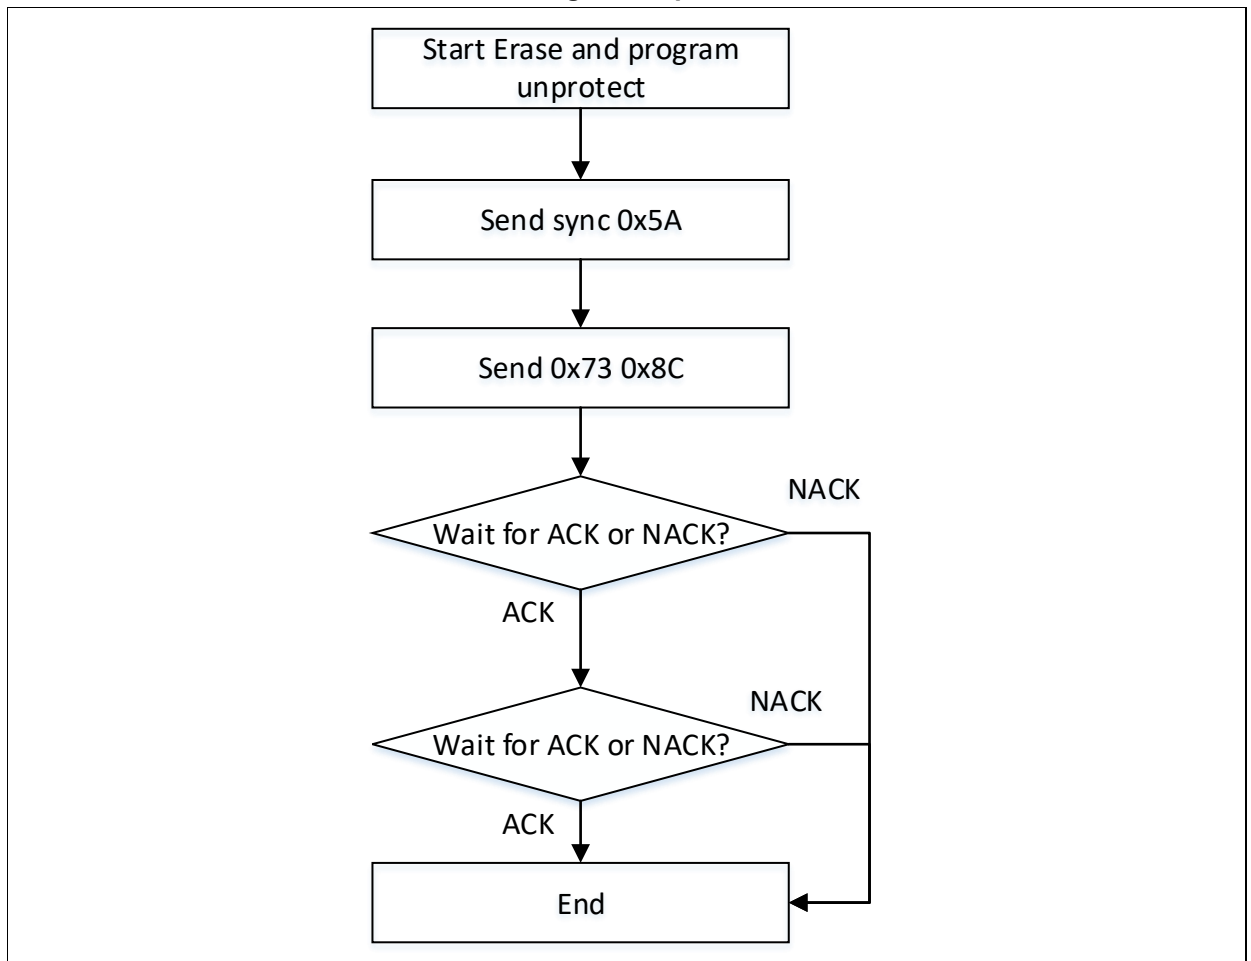 Start Erase and program
unprotect
Send sync 0x5A
Send 0x73 0x8C
NACK
Wait for ACK or NACK?
ACK
NACK
Wait for ACK or NACK?
ACK
End